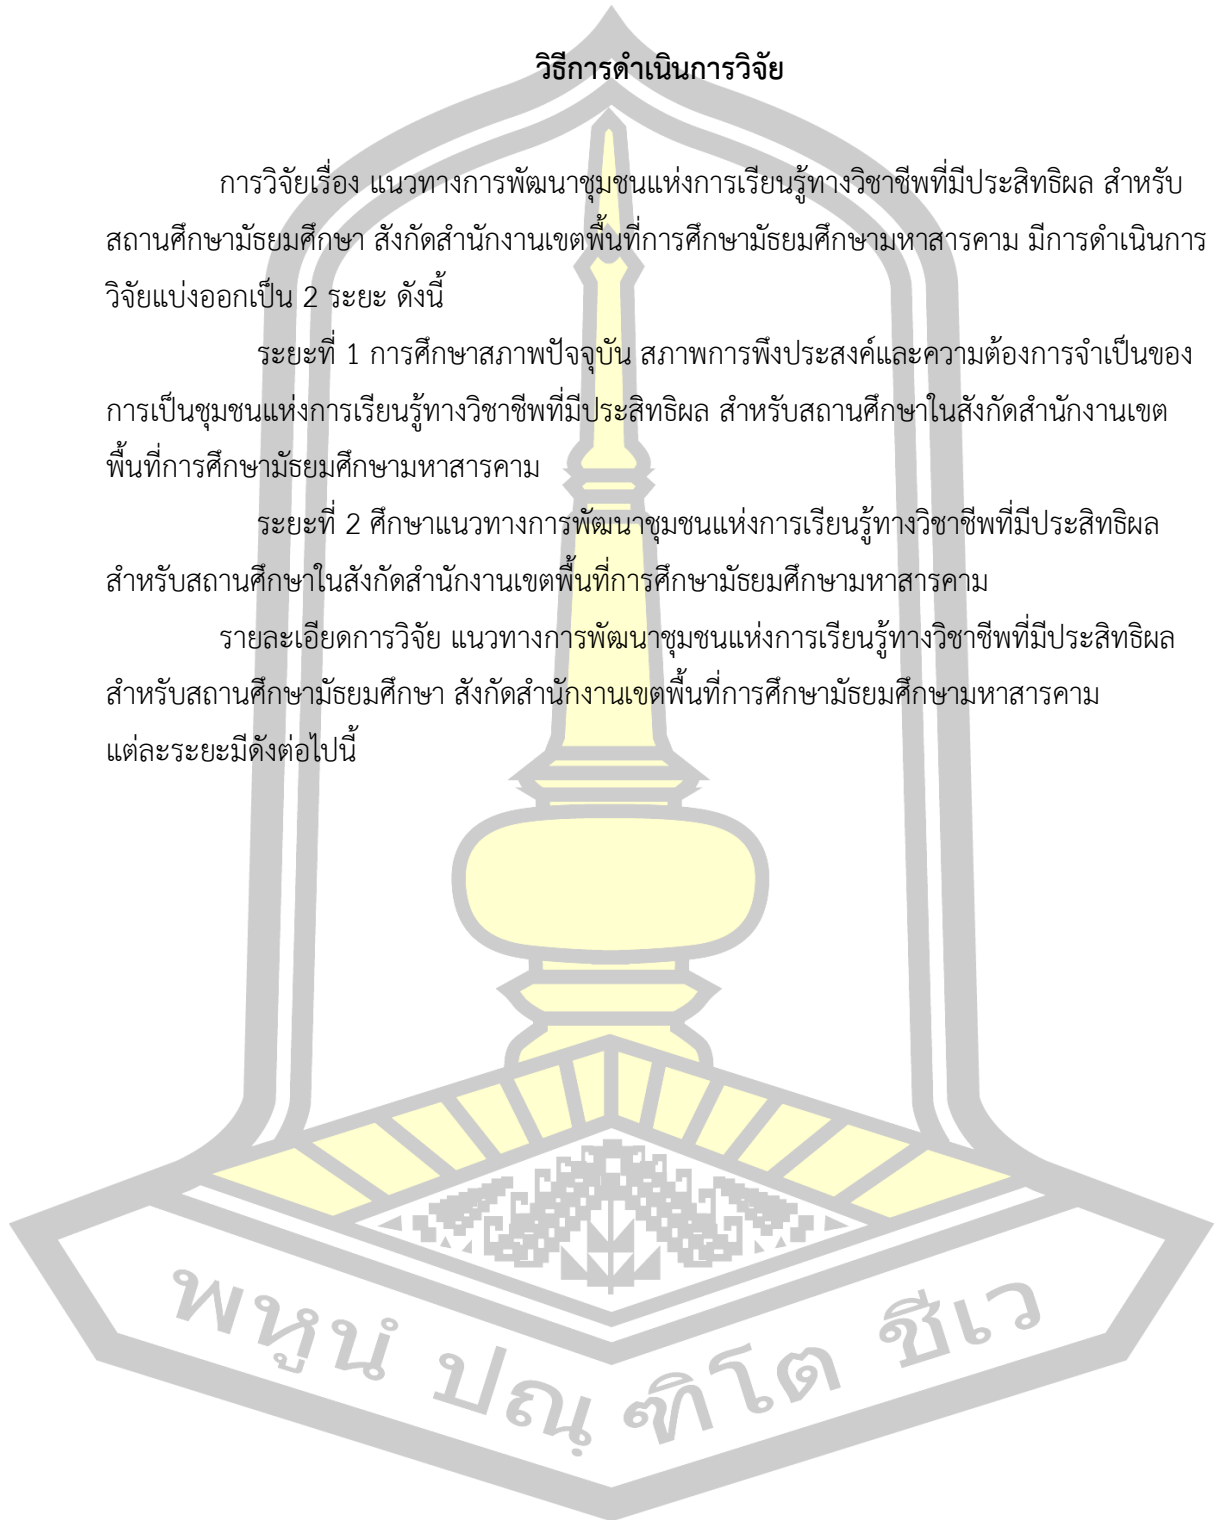 วิธีการดำเนินการวิจัย
การวิจัยเรื่อง แนวทางการพัฒนาชุมชนแห่งการเรียนรู้ทางวิชาชีพที่มีประสิทธิผล สำหรับ
สถานศึกษามัธยมศึกษา สังกัดสำนักงานเขตพื้นที่การศึกษามัธยมศึกษามหาสารคาม มีการดำเนินการ
วิจัยแบ่งออกเป็น 2 ระยะ ดังนี้
ระยะที่ 1 การศึกษาสภาพปัจจุบัน สภาพการพึงประสงค์และความต้องการจำเป็นของ
การเป็นชุมชนแห่งการเรียนรู้ทางวิชาชีพที่มีประสิทธิผล สำหรับสถานศึกษาในสังกัดสำนักงานเขต
พื้นที่การศึกษามัธยมศึกษามหาสารคาม
ระยะที่ 2 ศึกษาแนวทางการพัฒนาชุมชนแห่งการเรียนรู้ทางวิชาชีพที่มีประสิทธิผล
สำหรับสถานศึกษาในสังกัดสำนักงานเขตพื้นที่การศึกษามัธยมศึกษามหาสารคาม
รายละเอียดการวิจัย แนวทางการพัฒนาชุมชนแห่งการเรียนรู้ทางวิชาชีพที่มีประสิทธิผล
สำหรับสถานศึกษามัธยมศึกษา สังกัดสำนักงานเขตพื้นที่การศึกษามัธยมศึกษามหาสารคาม
แต่ละระยะมีดังต่อไปนี้
พหูนํ ปณฺฑิโต ชีเว